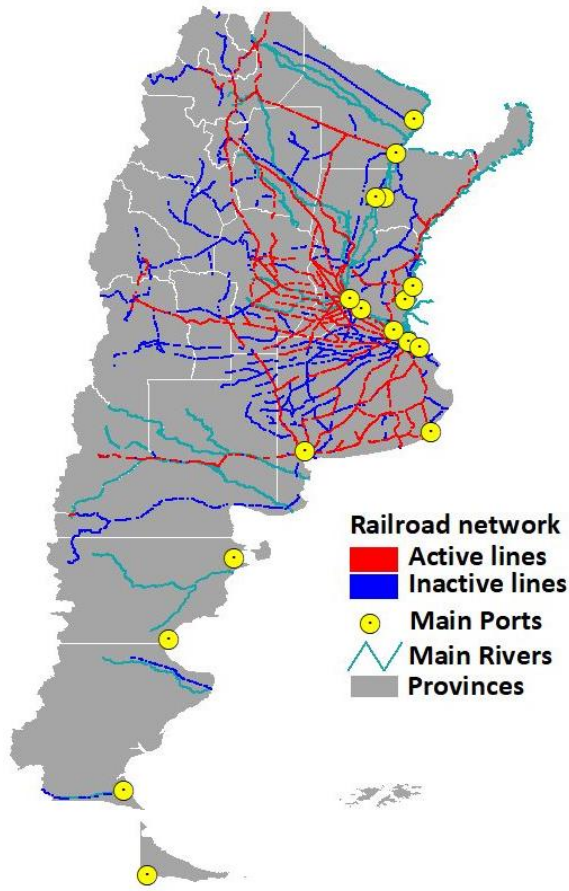 Railroad network
Active lines
Inactive lines
Main Ports
Main Rivers
Provinces